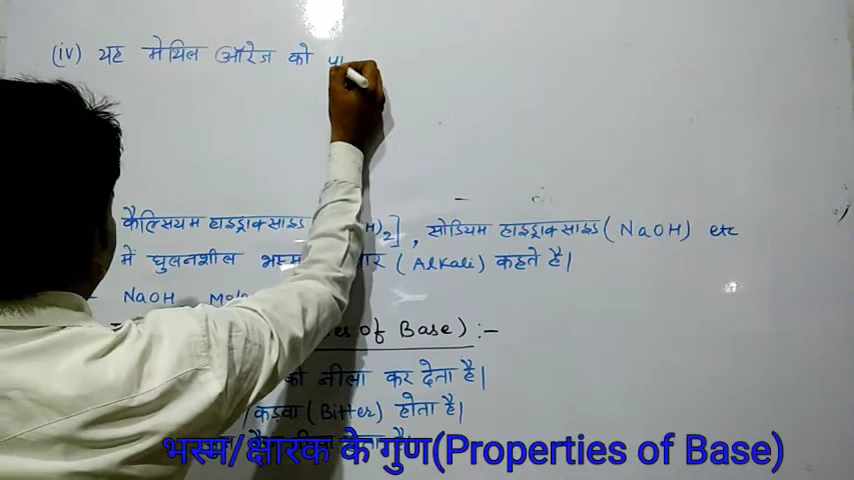 (iv) यह मेथिल ऑरेंज को
कैल्सियम हाइड्राक्साइड H)₂], सोडियम हाइड्राक्साइड (NaOH) etc
में घुलनशील भस्म (Alkali) कहते है|
NaOH
of Base) :-
को नीला कर देता है|
कड़वा (Bitter) होता है|
भस्म/क्षारक के गुण(Properties of Base)